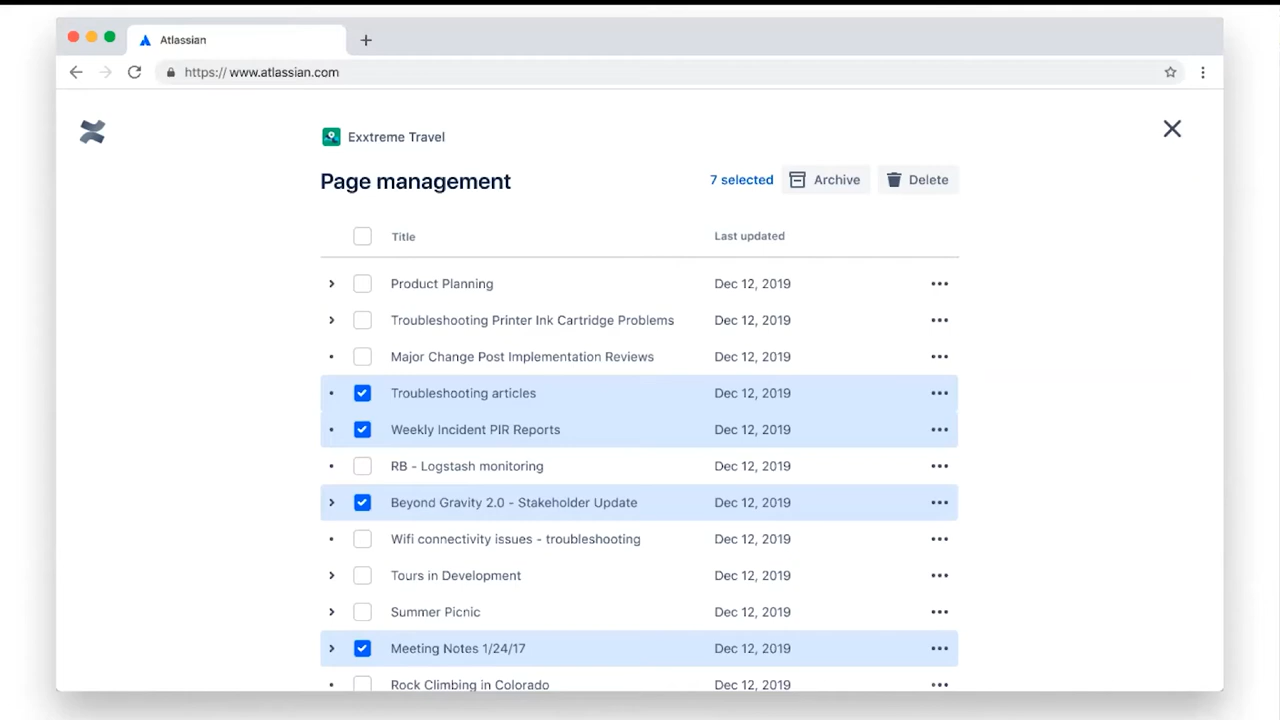 Atlassian
https:// www.atlassian.com
Exxtreme Travel
Page management 7 selected Archive Delete
Title Last updated
Product Planning Dec 12, 2019
Troubleshooting Printer Ink Cartridge Problems Dec 12, 2019
Major Change Post Implementation Reviews Dec 12, 2019
Troubleshooting articles Dec 12, 2019
Weekly Incident PIR Reports Dec 12, 2019
RB - Logstash monitoring Dec 12, 2019
Beyond Gravity 2.0 - Stakeholder Update Dec 12, 2019
Wifi connectivity issues - troubleshooting Dec 12, 2019
Tours in Development Dec 12, 2019
Summer Picnic Dec 12, 2019
Meeting Notes 1/24/17 Dec 12, 2019
Rock Climbing in Colorado Dec 12, 2019